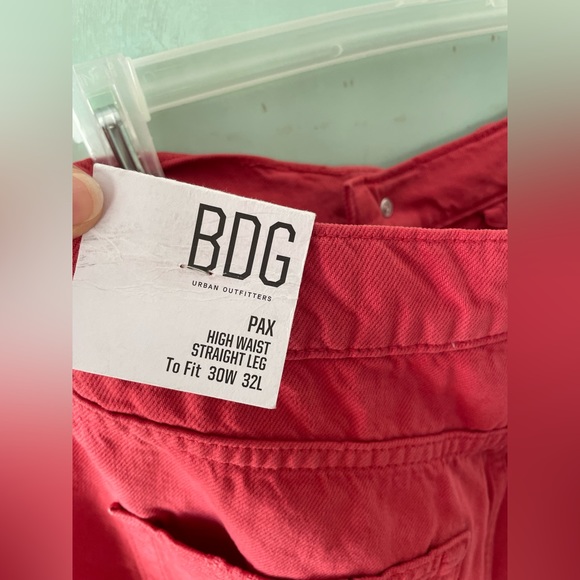 BDG
URBAN OUTFITTERS
PAX
HIGH WAIST
STRAIGHT LEG
To Fit 30W 32L